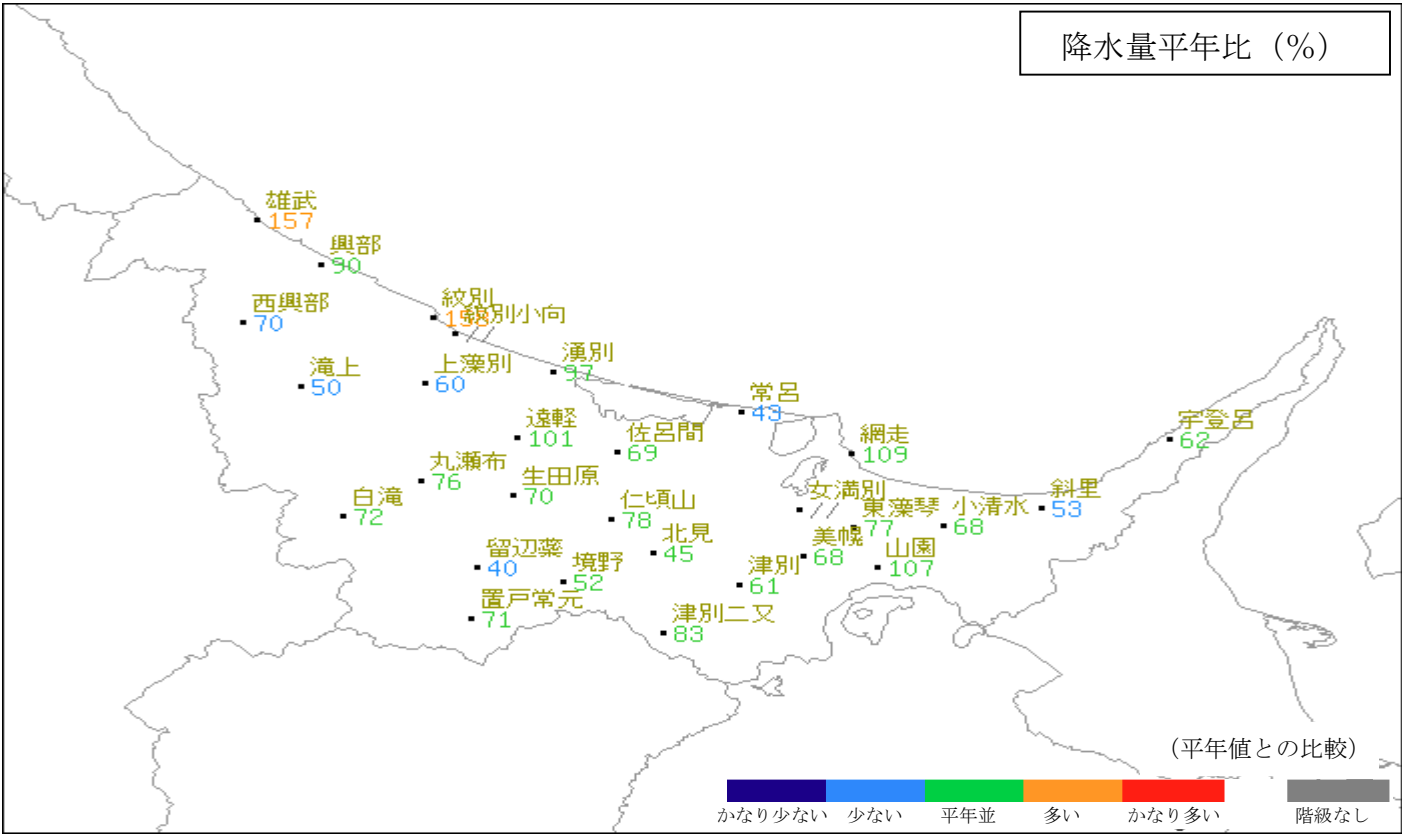 降水量平年比（%）
雄武
157
興部
90
西興部
70
紋別
158
紋別小向
滝上
50
上藻別
60
湧別
97
常呂
43
宇登呂
62
遠軽
101
佐呂間
69
網走
109
丸瀬布
76
生田原
70
白滝
72
仁頃山
78
女満別
東藻琴
77
小清水
68
斜里
53
北見
45
美幌
68
山園
107
留辺蘂
40
境野
52
津別
61
置戸常元
71
津別二又
83
（平年値との比較）
かなり少ない 少ない 平年並 多い かなり多い 階級なし